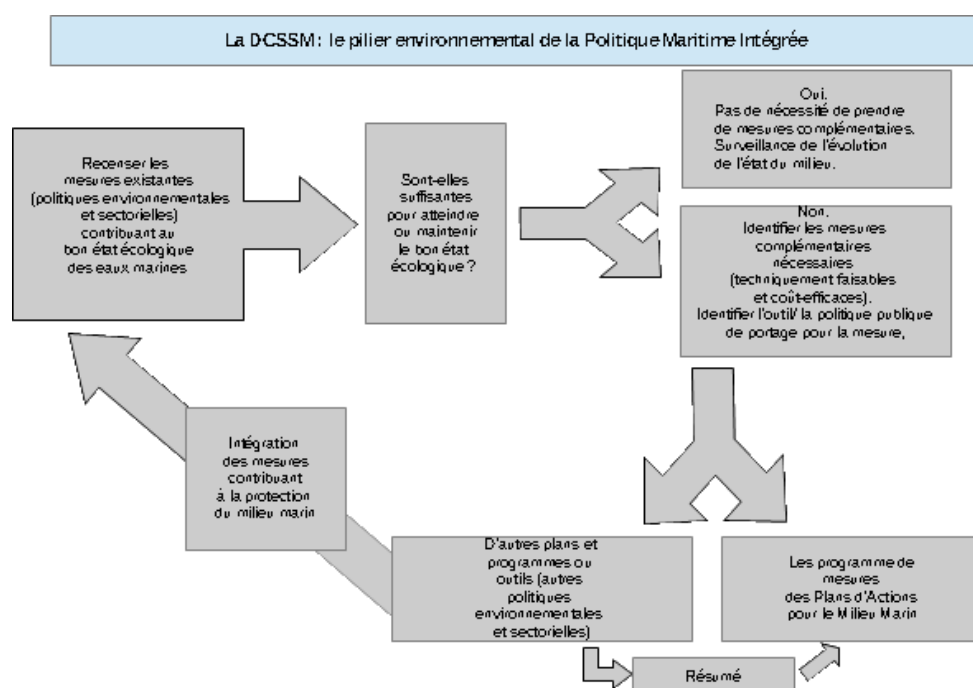 La DCSSM : le pilier environnemental de la Politique Maritime Intégrée
Recenser les
mesures existantes
(politiques environnementales
et sectorielles)
contribuant au
bon état écologique
des eaux marines
Sont-elles
suffisantes
pour atteindre
ou maintenir
le bon état
écologique ?
Oui.
Pas de nécessité de prendre
de mesures complémentaires.
Surveillance de l'évolution
de l'état du milieu.
Non.
Identifier les mesures
complémentaires
nécessaires
(techniquement faisables
et coût-efficaces).
Identifier l'outil/ la politique publique
de portage pour la mesure,
Intégration
des mesures
contribuant
à la protection
du milieu marin
D'autres plans et
programmes ou
outils (autres
politiques
environnementales
et sectorielles)
Les programme de
mesures
des Plans d'Actions
pour le Milieu Marin
Résumé